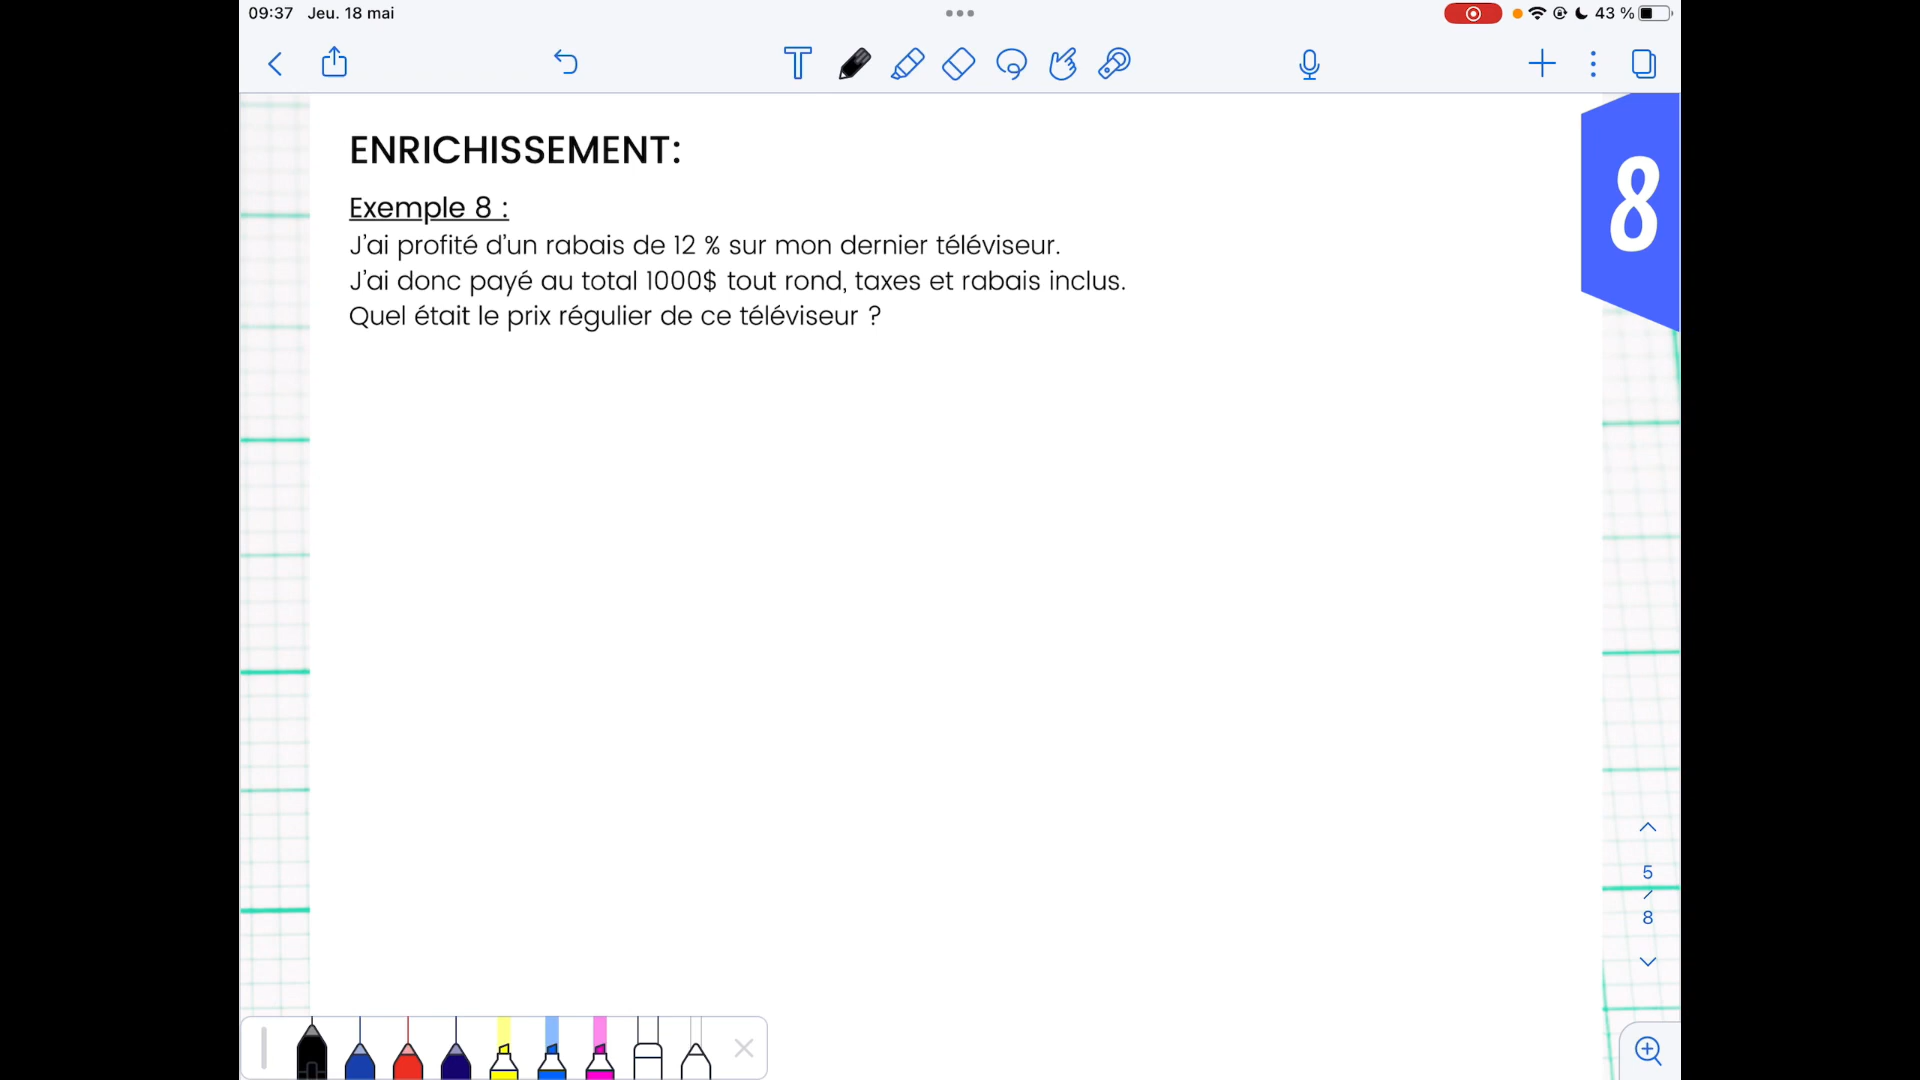 09:37 Jeu. 18 mai
43 %
ENRICHISSEMENT:
8
Exemple 8 :
J'ai profité d'un rabais de 12 % sur mon dernier téléviseur.
J'ai donc payé au total 1000$ tout rond, taxes et rabais inclus.
Quel était le prix régulier de ce téléviseur ?
5
/
8